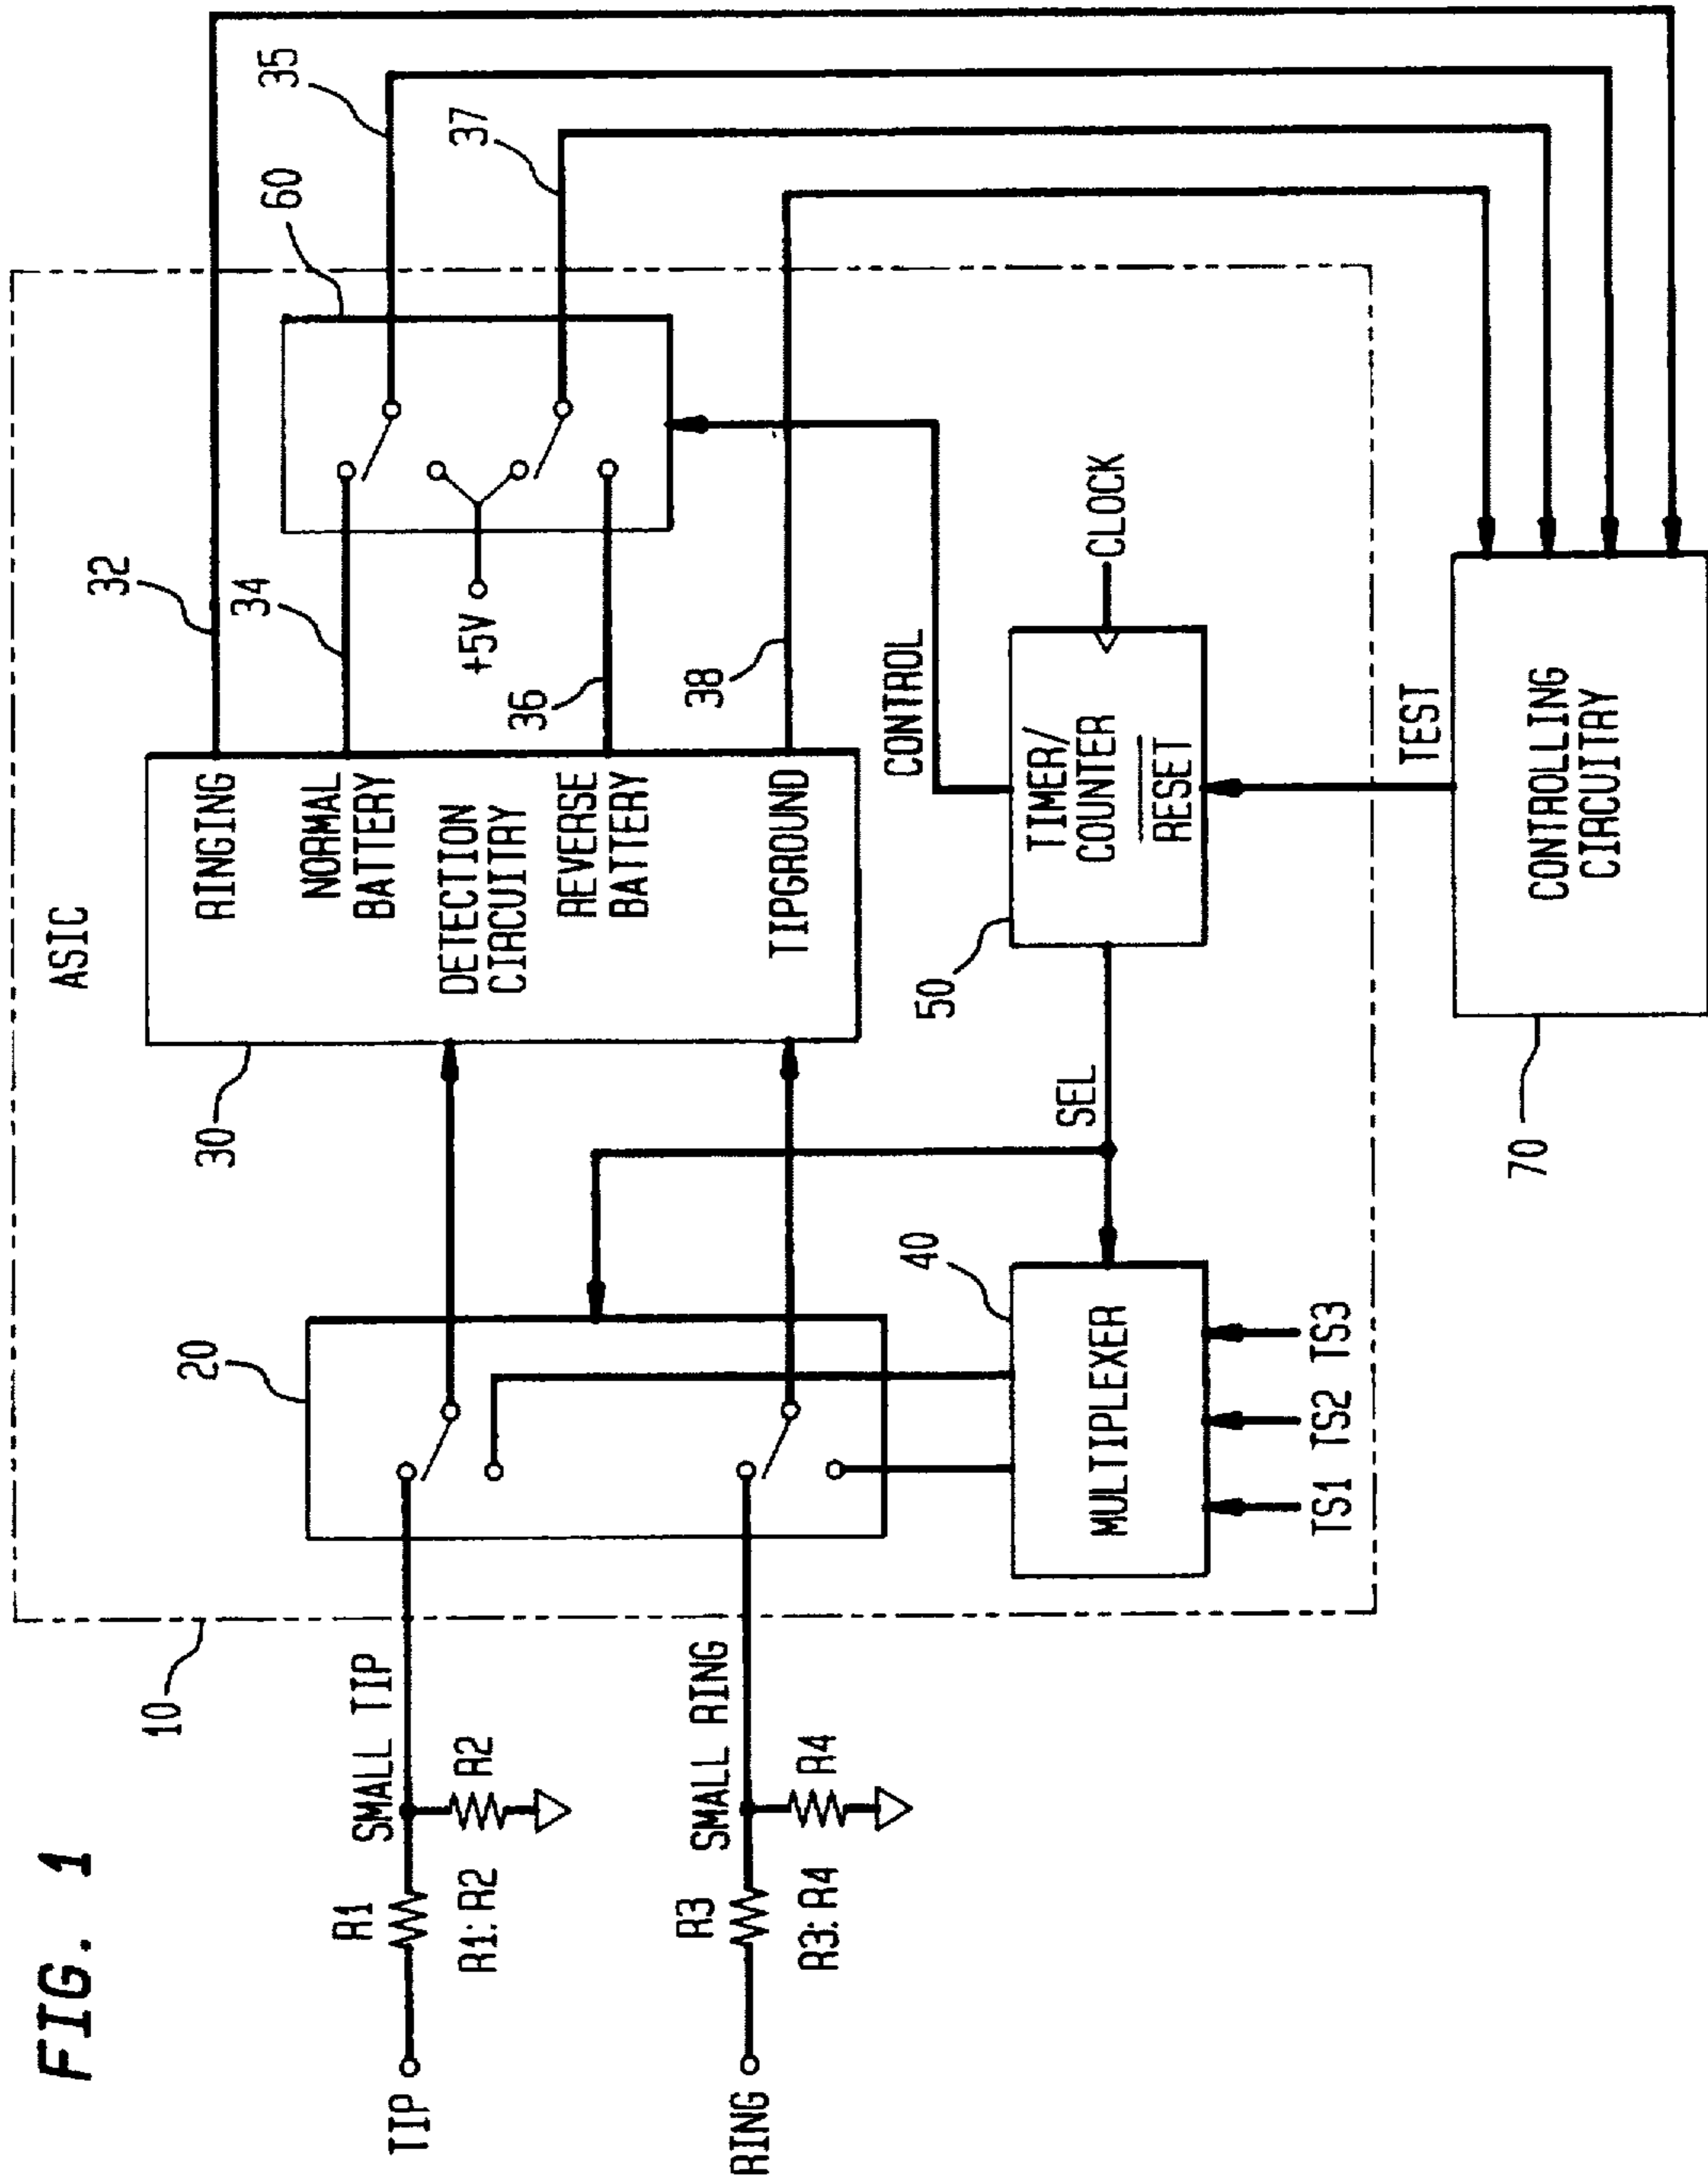 FIG. 1
ASIC
10
TIP
R1
R1:R2
SMALL TIP
R2
RING
R3
R3:R4
SMALL RING
R4
20
30
RINGING
NORMAL
BATTERY
DETECTION
CIRCUITRY
REVERSE
BATTERY
TIPGROUND
32
34
36
38
+5V
60
35
37
40
MULTIPLEXER
TS1 TS2 TS3
SEL
50
TIMER/
COUNTER
RESET
CONTROL
CLOCK
TEST
CONTROLLING
CIRCUITRY
70